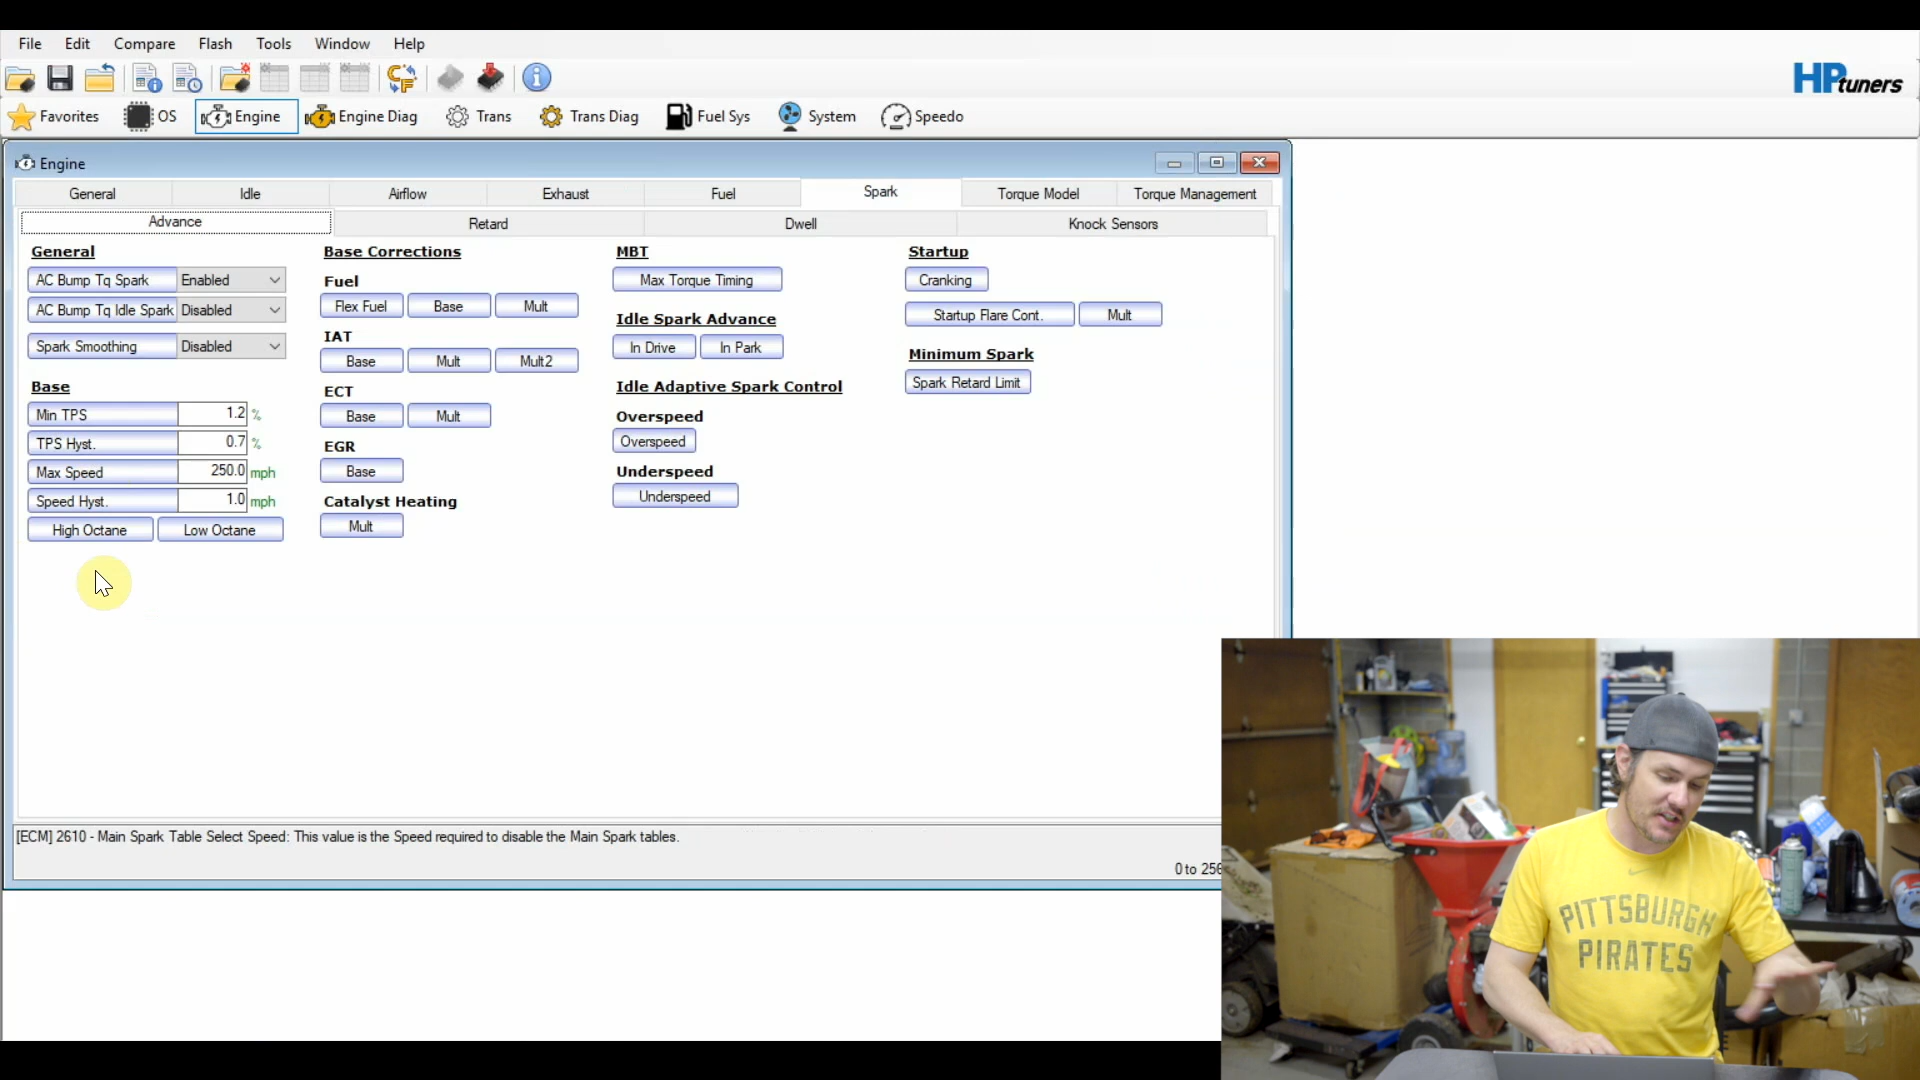 File Edit Compare Flash Tools Window Help
HPtuners
Favorites OS Engine Engine Diag Trans Trans Diag Fuel Sys System Speedo
Engine
General Idle Airflow Exhaust Fuel Spark Torque Model Torque Management
Advance Retard Dwell Knock Sensors
General
AC Bump Tq Spark Enabled
AC Bump Tq Idle Spark Disabled
Spark Smoothing Disabled
Base
Min TPS 1.2 %
TPS Hyst. 0.7 %
Max Speed 250.0 mph
Speed Hyst. 1.0 mph
High Octane Low Octane
Base Corrections
Fuel
Flex Fuel Base Mult
IAT
Base Mult Mult2
ECT
Base Mult
EGR
Base
Catalyst Heating
Mult
MBT
Max Torque Timing
Idle Spark Advance
In Drive In Park
Idle Adaptive Spark Control
Overspeed
Overspeed
Underspeed
Underspeed
Startup
Cranking
Startup Flare Cont. Mult
Minimum Spark
Spark Retard Limit
[ECM] 2610 - Main Spark Table Select Speed: This value is the Speed required to disable the Main Spark tables.
0 to 256
PITTSBURGH
PIRATES